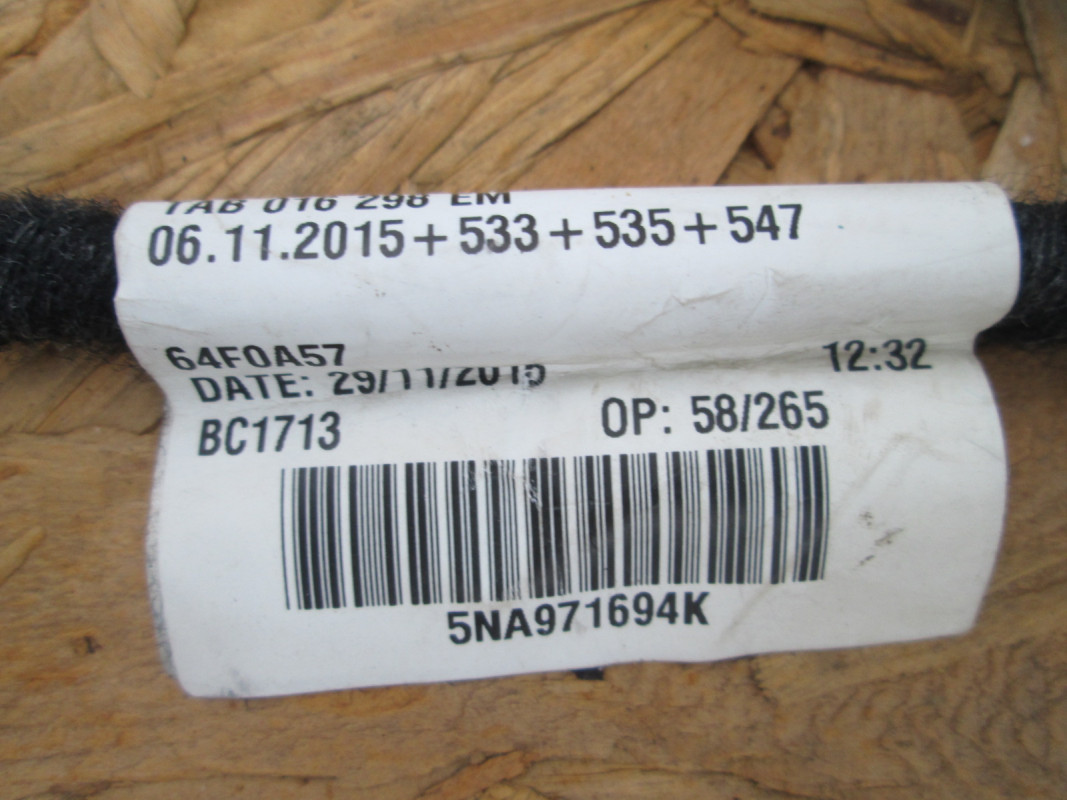 TAB 016 298 EM
06.11.2015+533+535+547
64F0A57
DATE: 29/11/2015 12:32
BC1713 OP: 58/265
5NA971694K